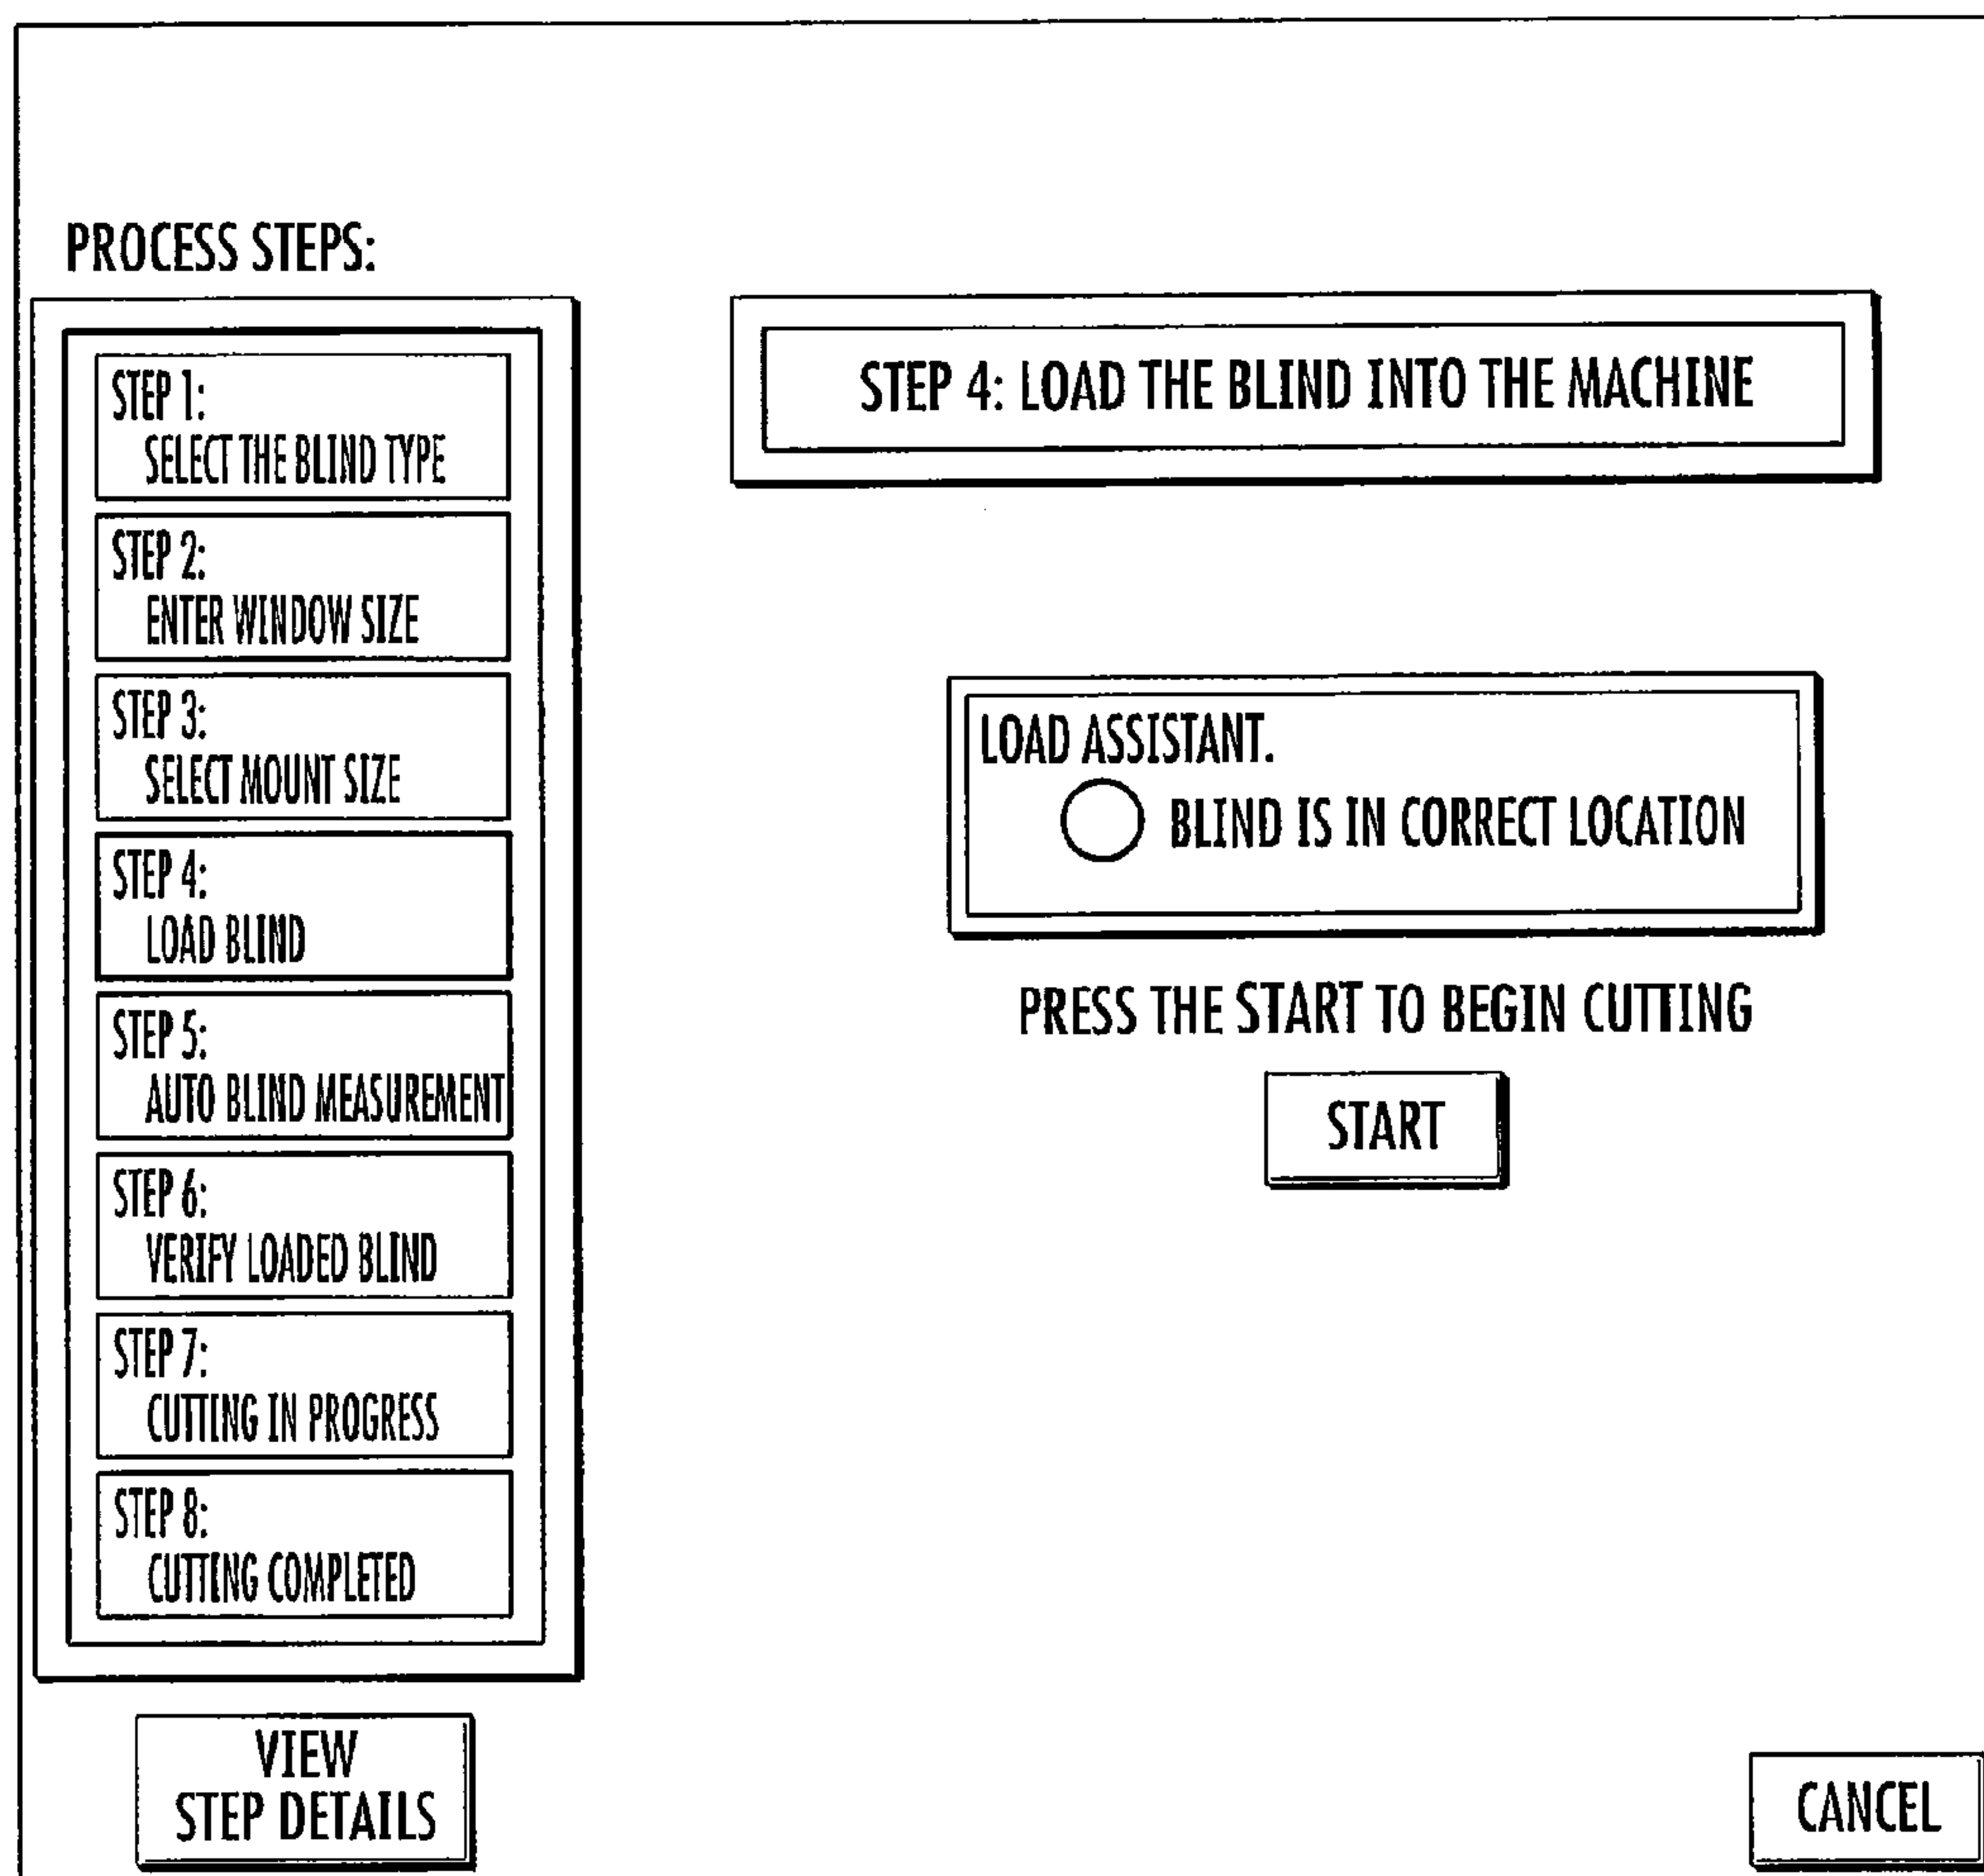 PROCESS STEPS:
STEP 1:
SELECT THE BLIND TYPE
STEP 2:
ENTER WINDOW SIZE
STEP 3:
SELECT MOUNT SIZE
STEP 4:
LOAD BLIND
STEP 5:
AUTO BLIND MEASUREMENT
STEP 6:
VERIFY LOADED BLIND
STEP 7:
CUTTING IN PROGRESS
STEP 8:
CUTTING COMPLETED
VIEW
STEP DETAILS
STEP 4: LOAD THE BLIND INTO THE MACHINE
LOAD ASSISTANT.
BLIND IS IN CORRECT LOCATION
PRESS THE START TO BEGIN CUTTING
START
CANCEL